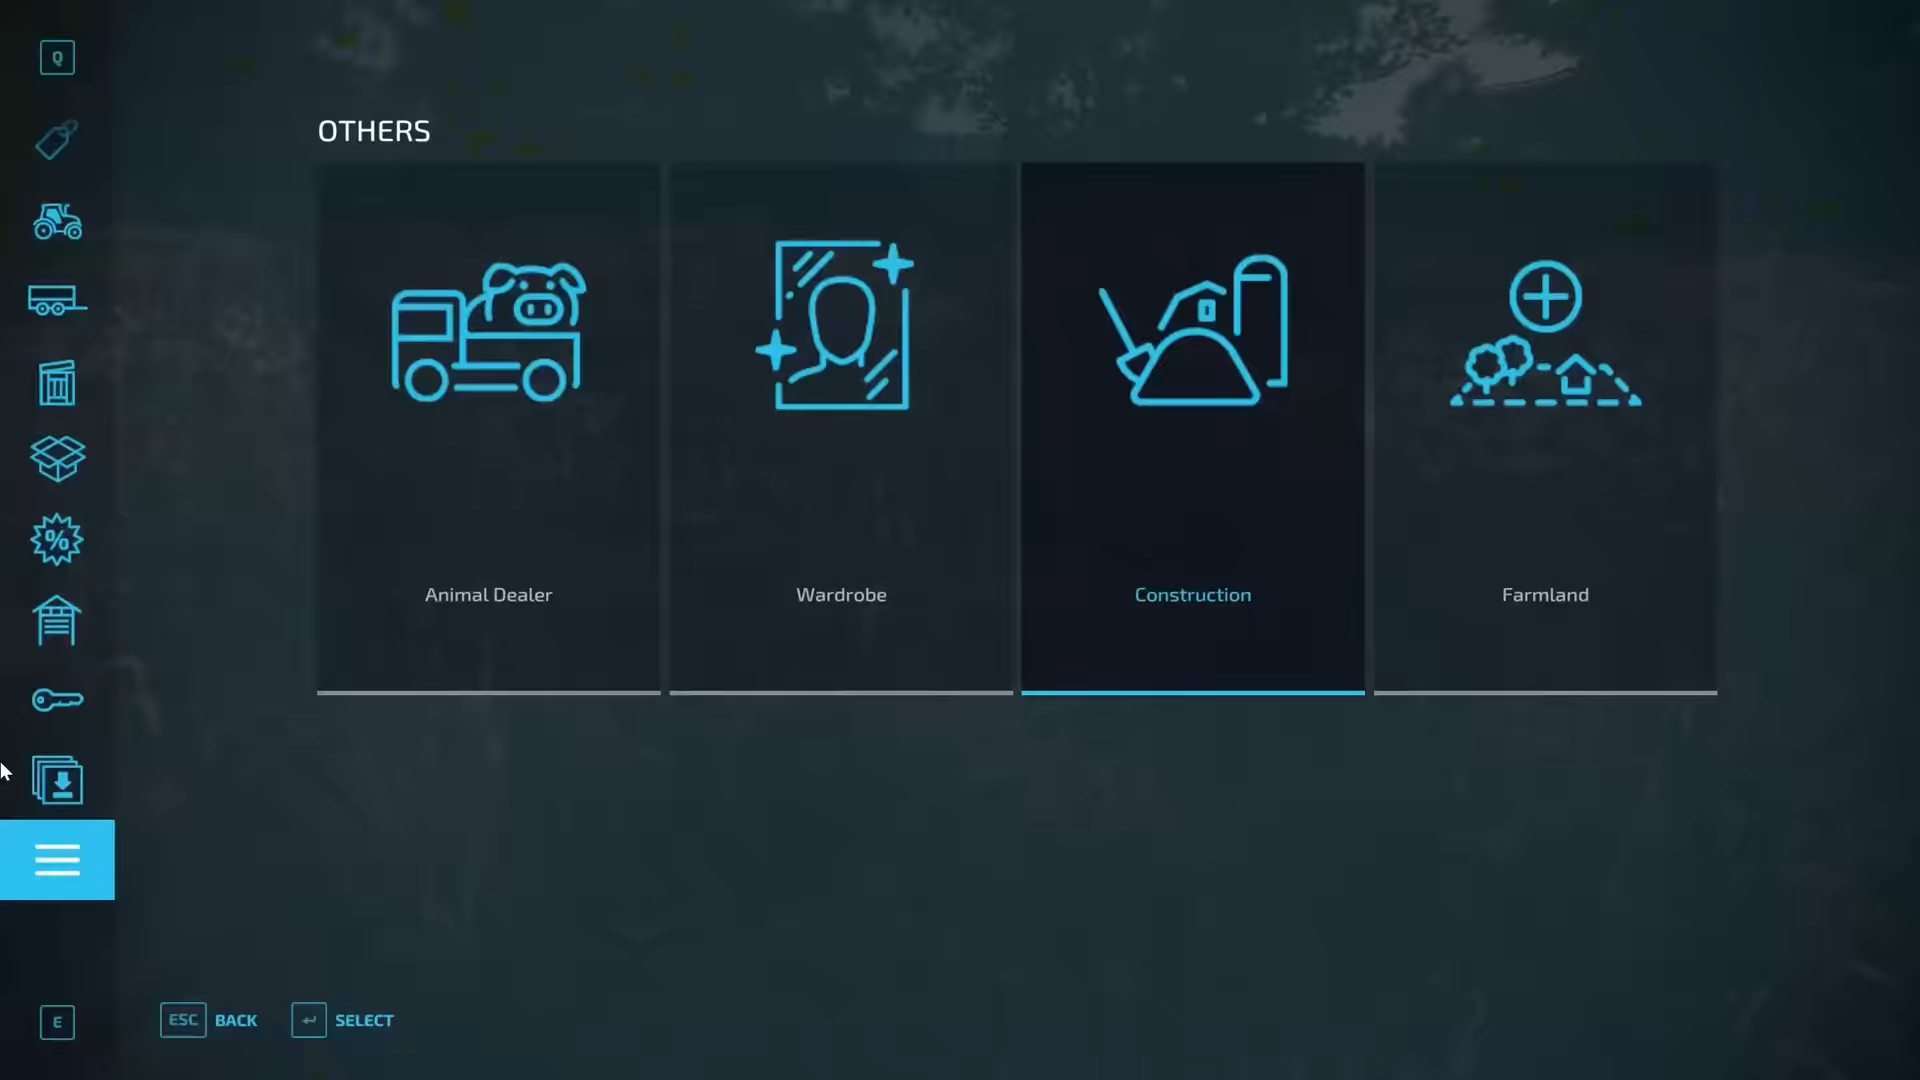 Q
OTHERS
%
Animal Dealer
Wardrobe
Construction
Farmland
E
ESC BACK
↵ SELECT